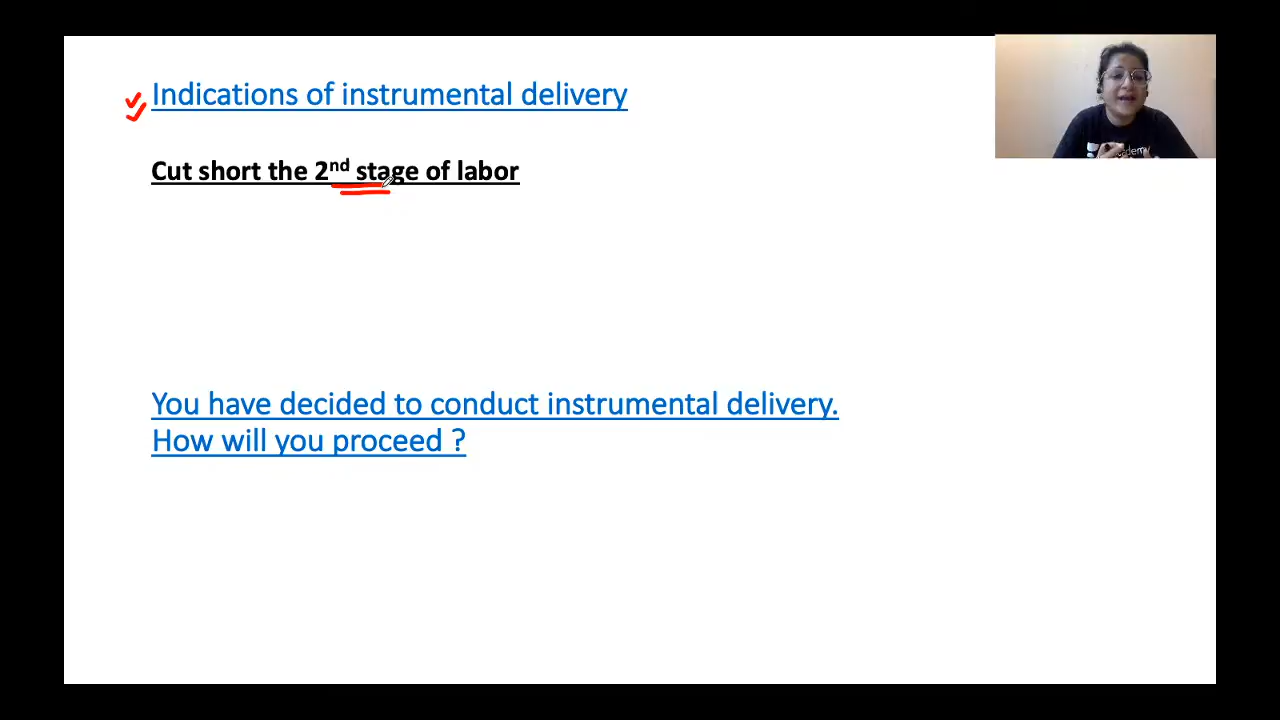 Indications of instrumental delivery
Cut short the 2nd stage of labor
You have decided to conduct instrumental delivery.
How will you proceed ?